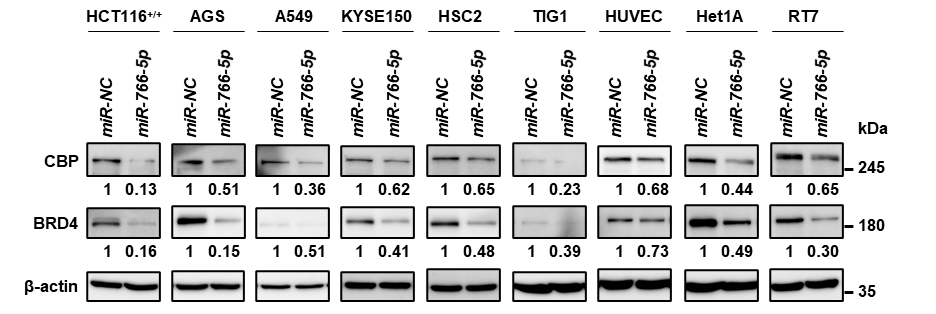 HCT116+/+ AGS A549 KYSE150 HSC2 TIG1 HUVEC Het1A RT7
miR-NC miR-766-5p miR-NC miR-766-5p miR-NC miR-766-5p miR-NC miR-766-5p miR-NC miR-766-5p miR-NC miR-766-5p miR-NC miR-766-5p miR-NC miR-766-5p miR-NC miR-766-5p
kDa
CBP 245
1 0.13 1 0.51 1 0.36 1 0.62 1 0.65 1 0.23 1 0.68 1 0.44 1 0.65
BRD4 180
1 0.16 1 0.15 1 0.51 1 0.41 1 0.48 1 0.39 1 0.73 1 0.49 1 0.30
β-actin 35